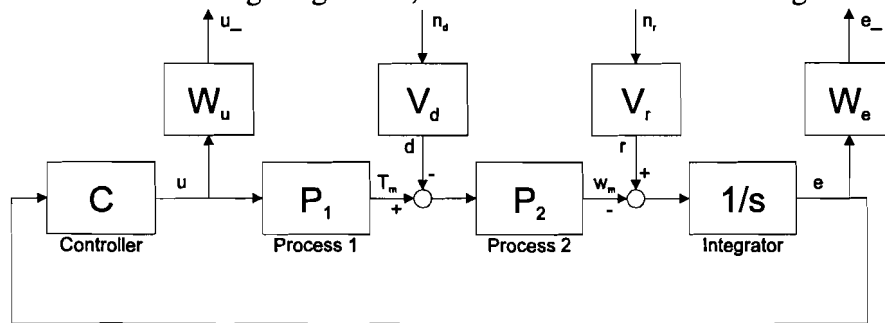 u_ n_d n_r e_
W_u V_d V_r W_e
d - r +
C u P_1 T_m + P_2 w_m - 1/s e
Controller Process 1 Process 2 Integrator